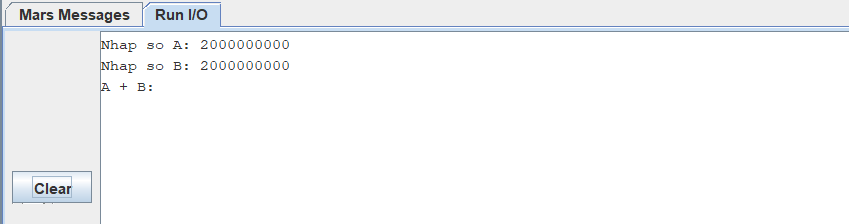 Mars Messages Run I/O
Nhap so A: 2000000000
Nhap so B: 2000000000
A + B:
Clear